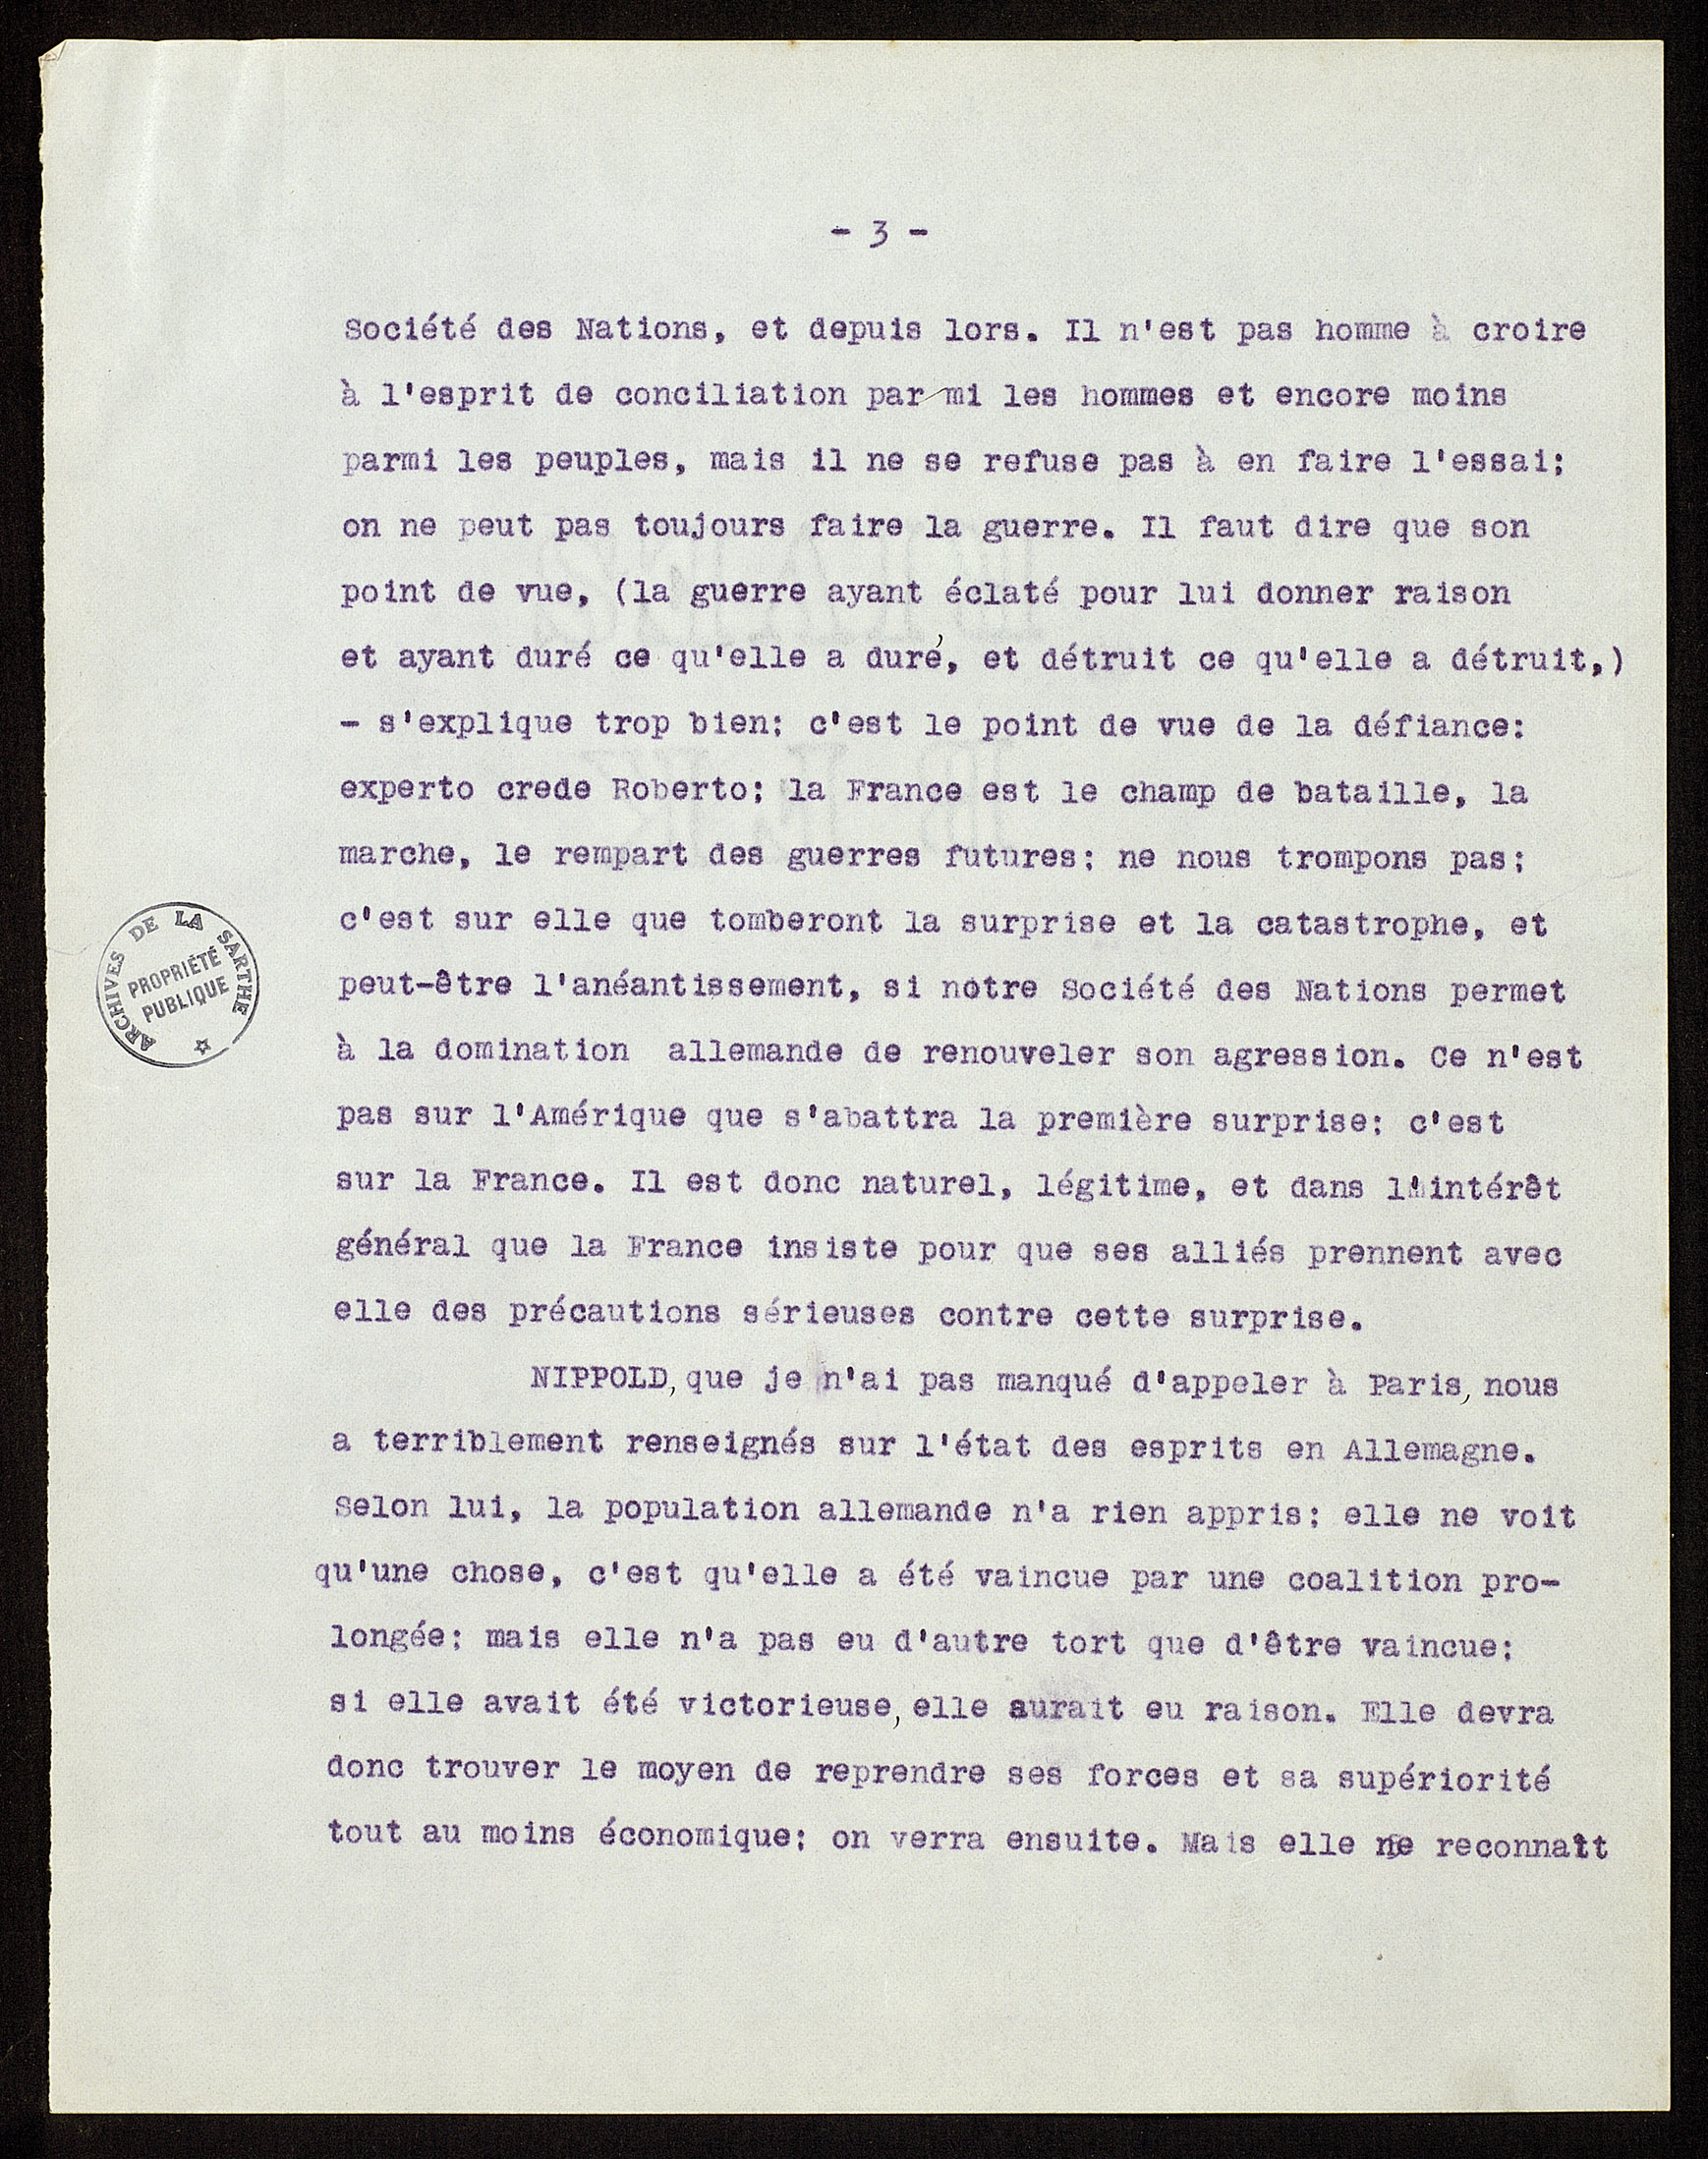 - 3 -
Société des Nations, et depuis lors. Il n'est pas homme à croire
à l'esprit de conciliation parmi les hommes et encore moins
parmi les peuples, mais il ne se refuse pas à en faire l'essai;
on ne peut pas toujours faire la guerre. Il faut dire que son
point de vue, (la guerre ayant éclaté pour lui donner raison
et ayant duré ce qu'elle a duré, et détruit ce qu'elle a détruit,)
- s'explique trop bien; c'est le point de vue de la défiance:
experto crede Roberto; la France est le champ de bataille, la
marche, le rempart des guerres futures; ne nous trompons pas;
c'est sur elle que tomberont la surprise et la catastrophe, et
peut-être l'anéantissement, si notre Société des Nations permet
à la domination allemande de renouveler son agression. Ce n'est
pas sur l'Amérique que s'abattra la première surprise; c'est
sur la France. Il est donc naturel, légitime, et dans l'intérêt
général que la France insiste pour que ses alliés prennent avec
elle des précautions sérieuses contre cette surprise.
NIPPOLD, que je n'ai pas manqué d'appeler à Paris, nous
a terriblement renseignés sur l'état des esprits en Allemagne.
Selon lui, la population allemande n'a rien appris; elle ne voit
qu'une chose, c'est qu'elle a été vaincue par une coalition pro-
longée; mais elle n'a pas eu d'autre tort que d'être vaincue;
si elle avait été victorieuse, elle aurait eu raison. Elle devra
donc trouver le moyen de reprendre ses forces et sa supériorité
tout au moins économique; on verra ensuite. Mais elle ne reconnaît
ARCHIVES DE LA SARTHE
PROPRIÉTÉ
PUBLIQUE